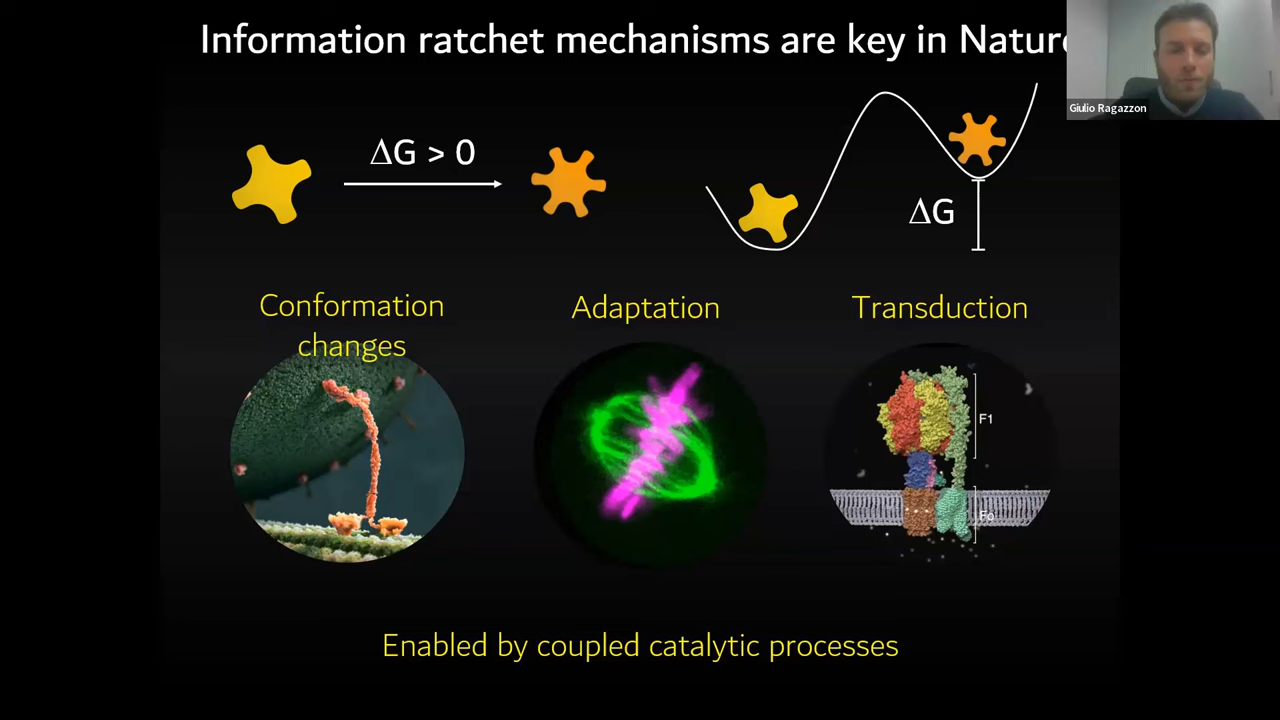 Information ratchet mechanisms are key in Nature
Giulio Ragazzon
ΔG > 0
ΔG
Conformation
changes
Adaptation
Transduction
F1
Fo
Enabled by coupled catalytic processes